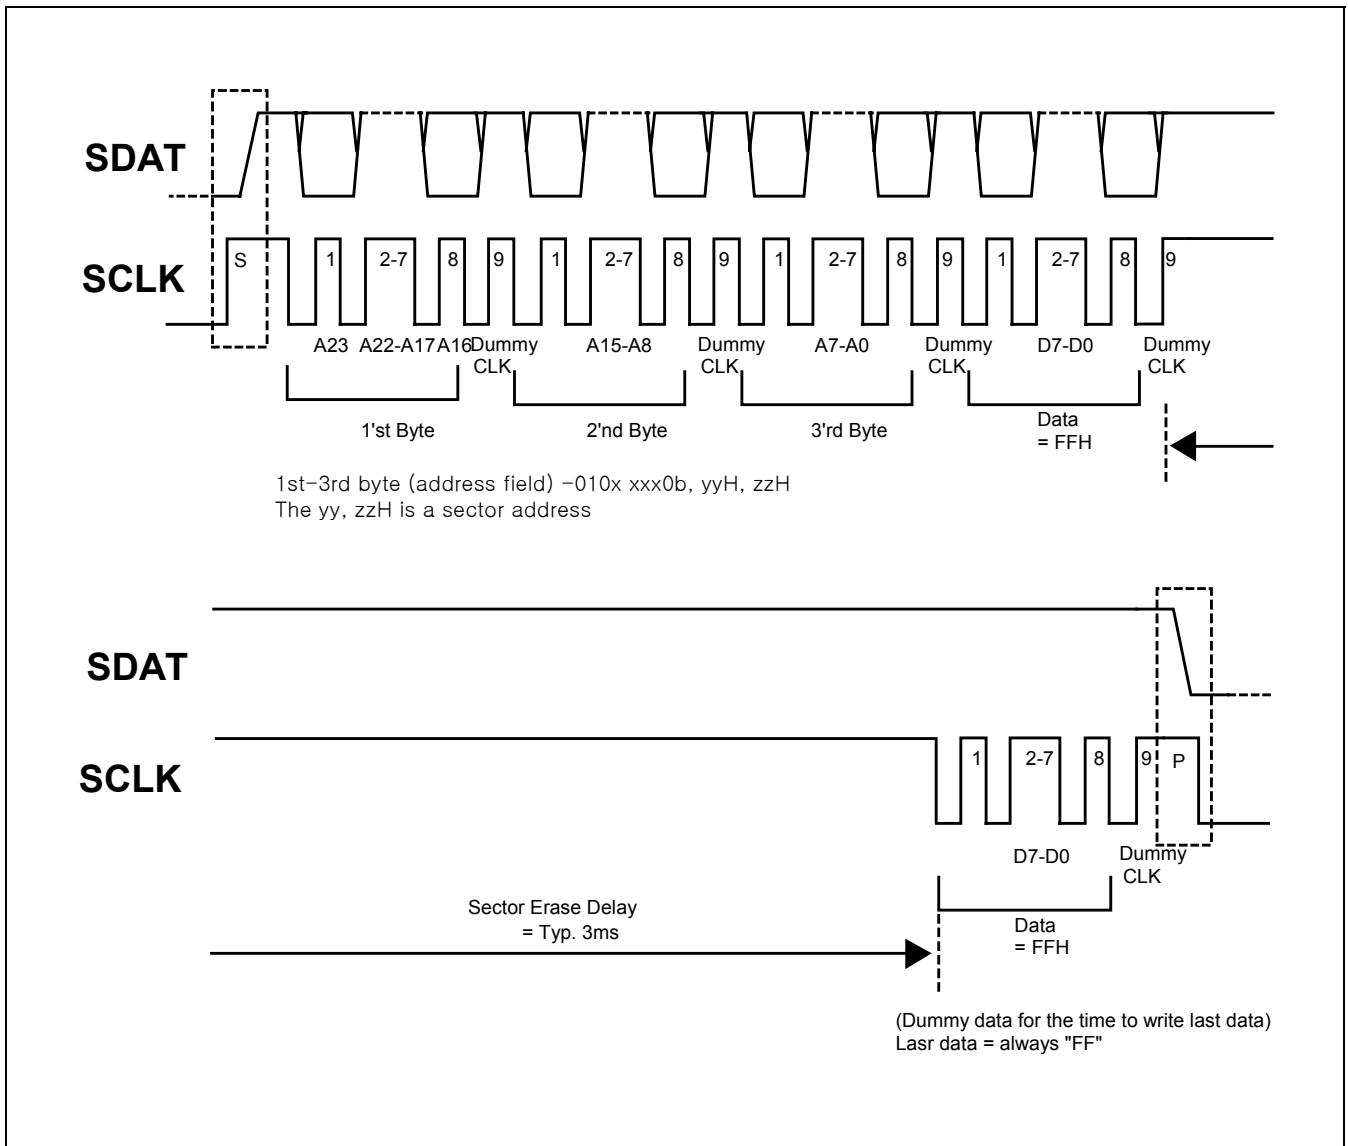 SDAT
SCLK
S 1 2-7 8 9 1 2-7 8 9 1 2-7 8 9 1 2-7 8 9
A23 A22-A17 A16 Dummy CLK A15-A8 Dummy CLK A7-A0 Dummy CLK D7-D0 Dummy CLK
1'st Byte 2'nd Byte 3'rd Byte Data = FFH
1st-3rd byte (address field) -010x xxx0b, yyH, zzH
The yy, zzH is a sector address
SDAT
SCLK
1 2-7 8 9 P
D7-D0 Dummy CLK
Sector Erase Delay
= Typ. 3ms
Data
= FFH
(Dummy data for the time to write last data)
Lasr data = always "FF"